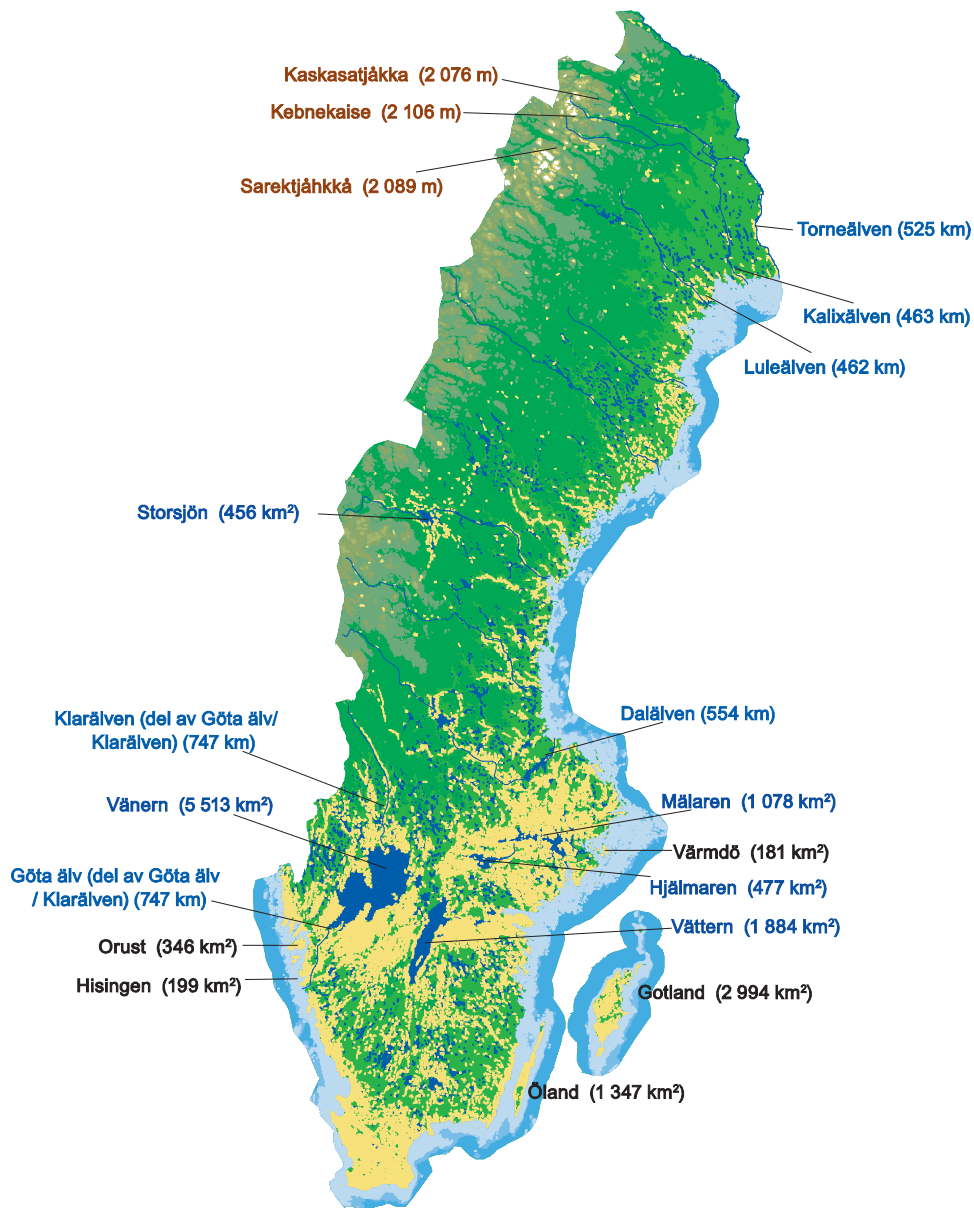 Kaskasatjåkka (2 076 m)
Kebnekaise (2 106 m)
Sarektjåhkkå (2 089 m)
Torneälven (525 km)
Kalixälven (463 km)
Luleälven (462 km)
Storsjön (456 km²)
Klarälven (del av Göta älv/
Klarälven) (747 km)
Dalälven (554 km)
Vänern (5 513 km²)
Mälaren (1 078 km²)
Värmdö (181 km²)
Göta älv (del av Göta älv
/ Klarälven) (747 km)
Hjälmaren (477 km²)
Vättern (1 884 km²)
Orust (346 km²)
Hisingen (199 km²)
Gotland (2 994 km²)
Öland (1 347 km²)